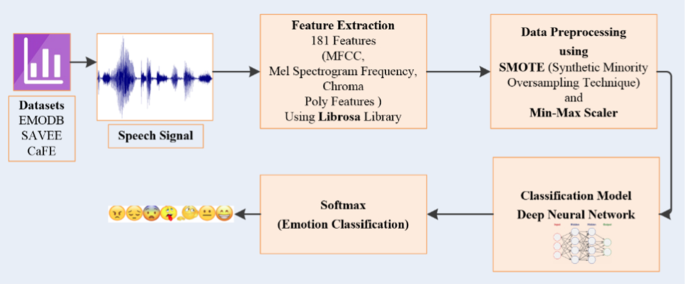 Datasets
EMODB
SAVEE
CaFE
Speech Signal
Feature Extraction
181 Features
(MFCC,
Mel Spectrogram Frequency,
Chroma
Poly Features )
Using Librosa Library
Data Preprocessing
using
SMOTE (Synthetic Minority
Oversampling Technique)
and
Min-Max Scaler
Classification Model
Deep Neural Network
Softmax
(Emotion Classification)